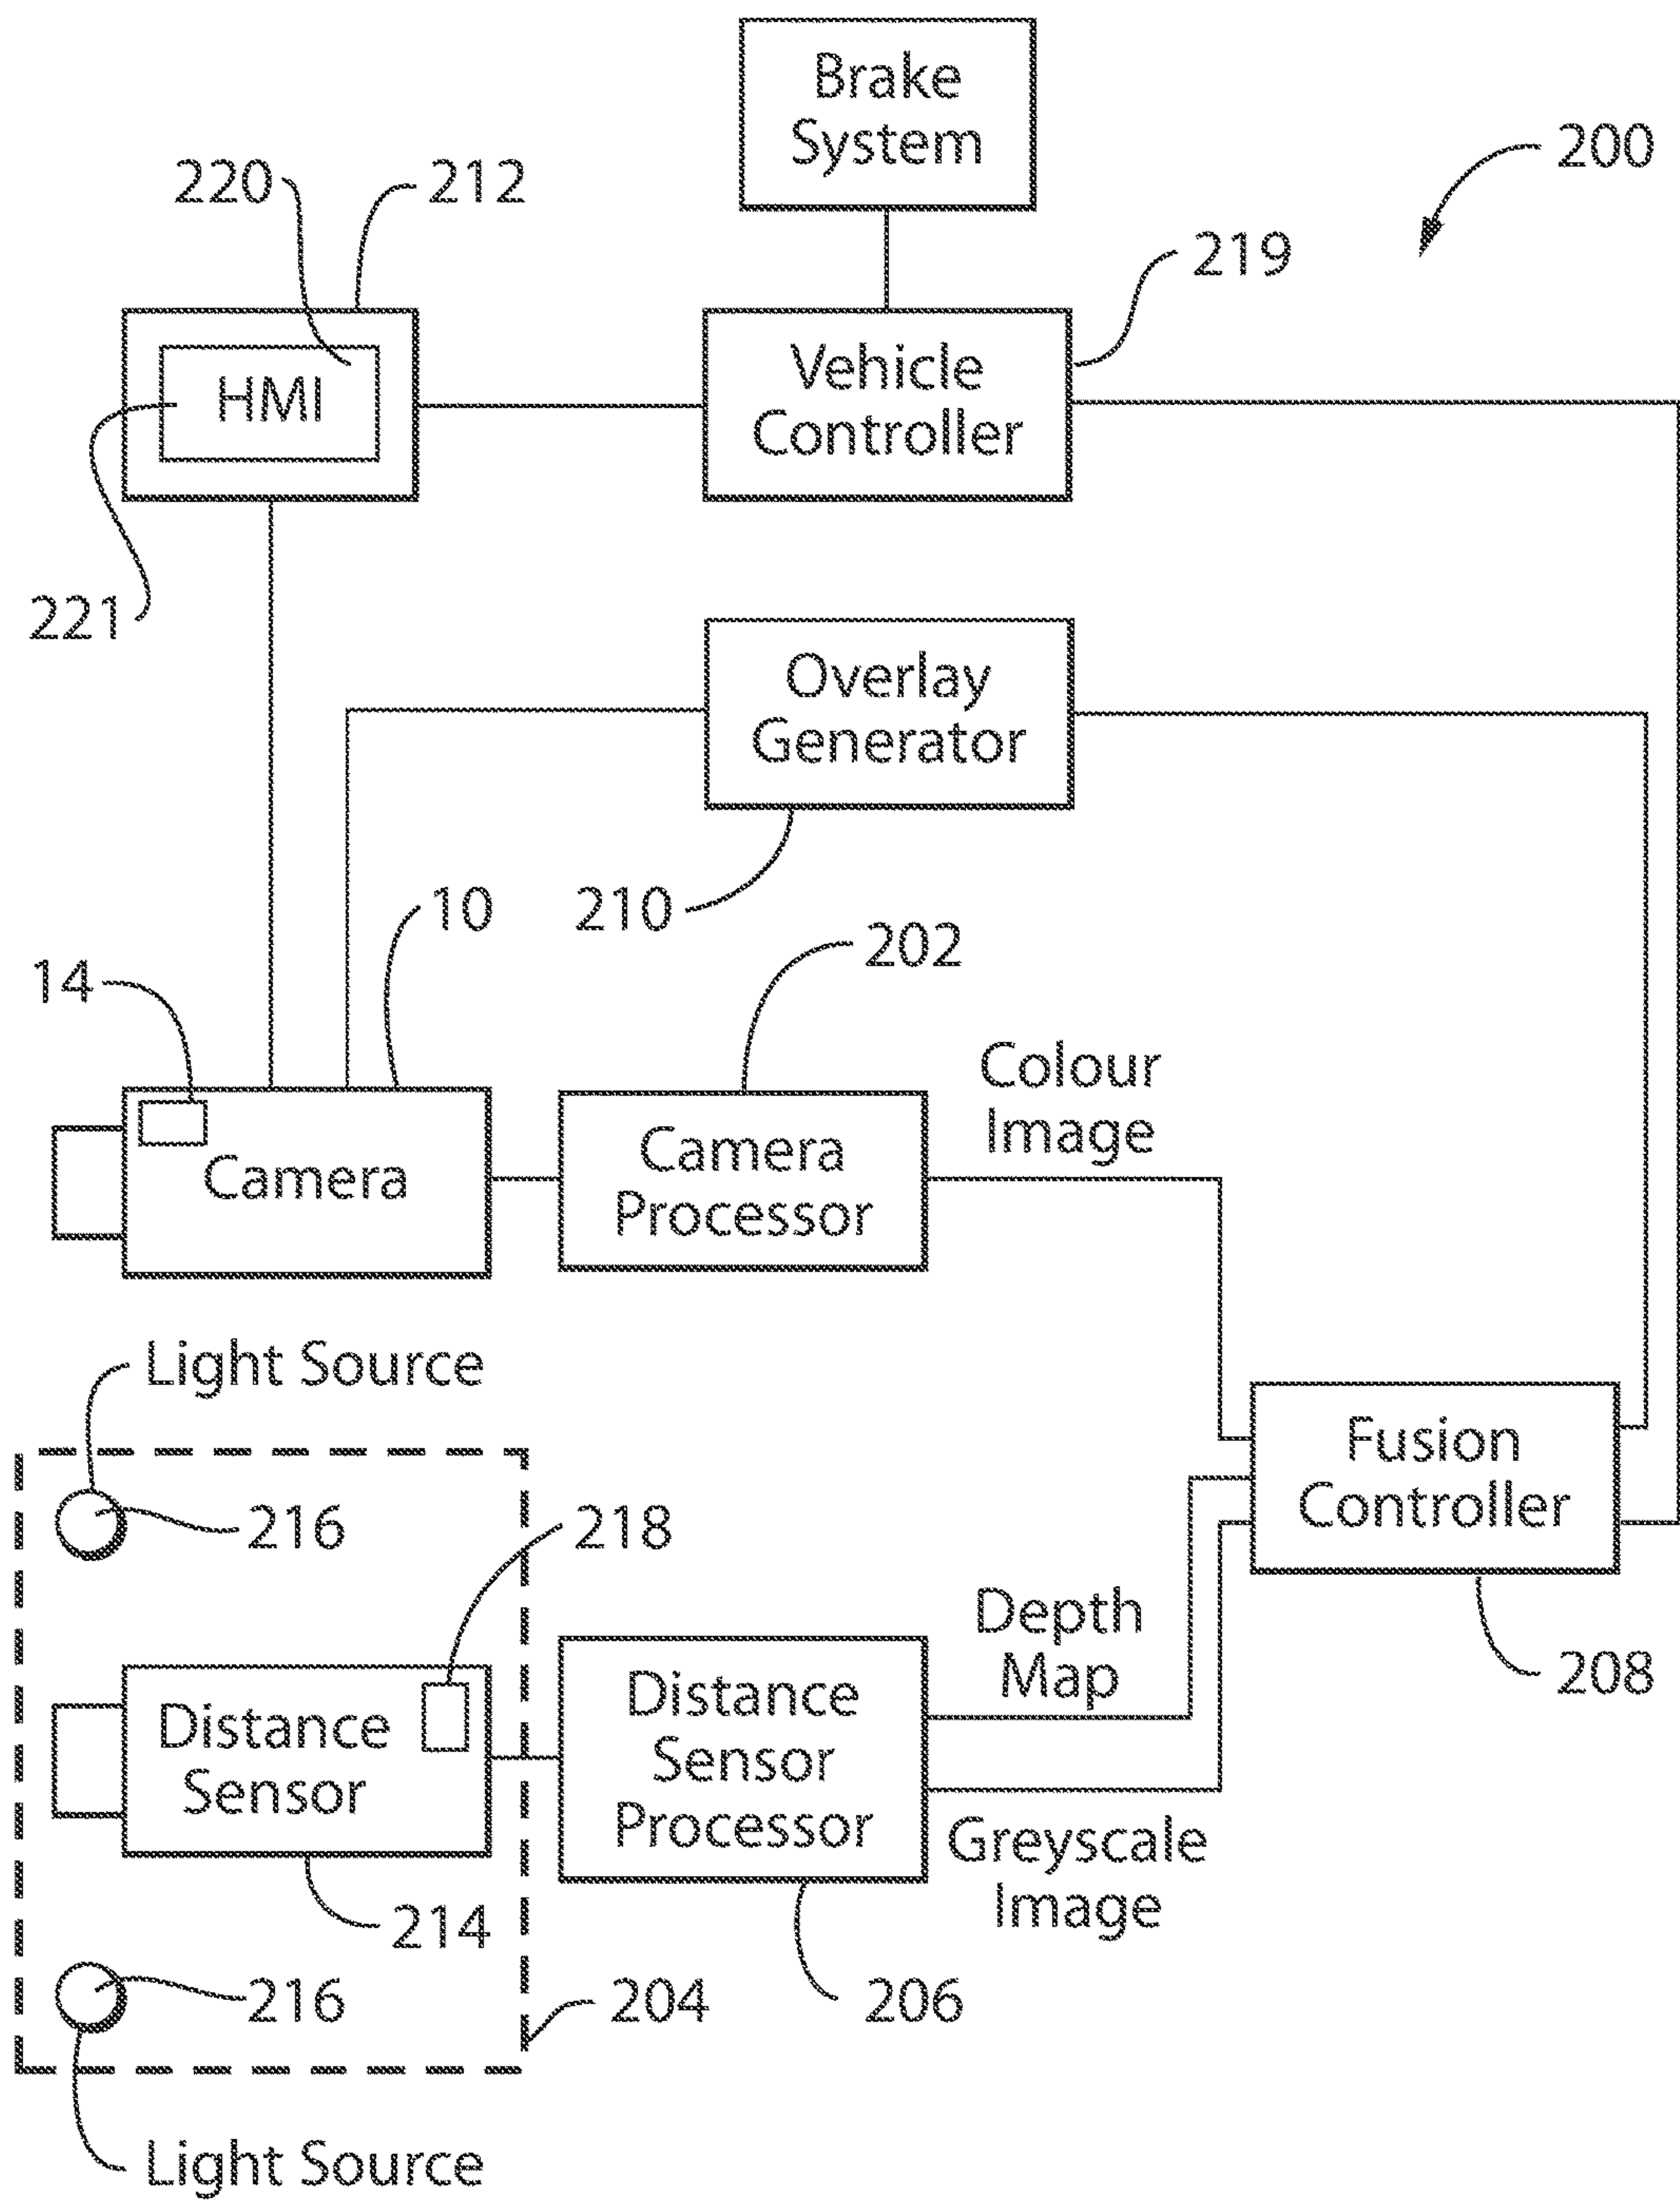 Brake
System
200
220
212
219
HMI
Vehicle
Controller
221
Overlay
Generator
10
210
202
14
Colour
Image
Camera
Camera
Processor
Light Source
Fusion
Controller
216
218
Depth
Map
208
Distance
Sensor
Distance
Sensor
Processor
Greyscale
Image
214
216
204
206
Light Source